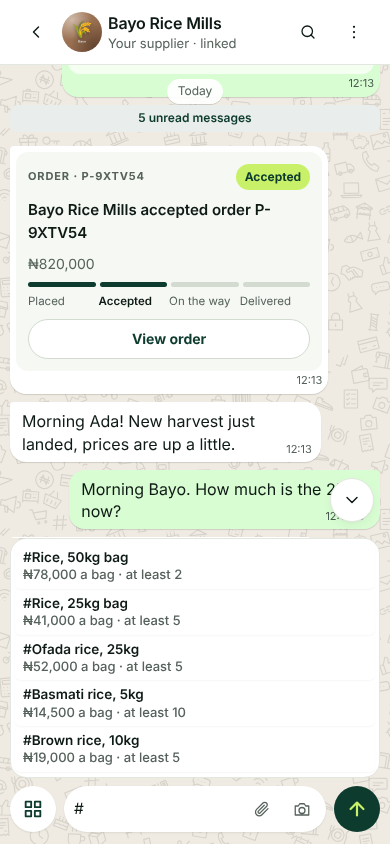 Bayo Rice Mills
Your supplier · linked
12:13
Today
5 unread messages
ORDER · P-9XTV54
Accepted
Bayo Rice Mills accepted order P-
9XTV54
₦820,000
Placed
Accepted
On the way
Delivered
View order
12:13
Morning Ada! New harvest just
landed, prices are up a little.
12:13
Morning Bayo. How much is the
now?
#Rice, 50kg bag
₦78,000 a bag · at least 2
#Rice, 25kg bag
₦41,000 a bag · at least 5
#Ofada rice, 25kg
₦52,000 a bag · at least 5
#Basmati rice, 5kg
₦14,500 a bag · at least 10
#Brown rice, 10kg
₦19,000 a bag · at least 5
#